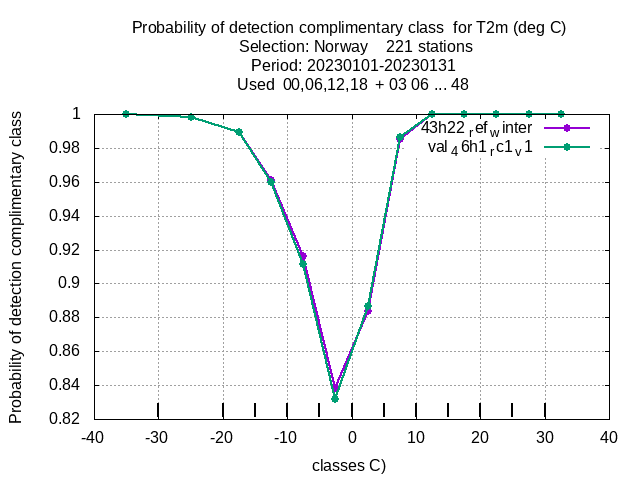 Probability of detection complimentary class  for T2m (deg C)
Selection: Norway    221 stations
Period: 20230101-20230131
Used  00,06,12,18  + 03 06 ... 48
Probability of detection complimentary class
1
0.98
0.96
0.94
0.92
0.9
0.88
0.86
0.84
0.82
43h22 r ef w inter
val 4 6h1 r c1 v 1
-40 -30 -20 -10 0 10 20 30 40
classes C)